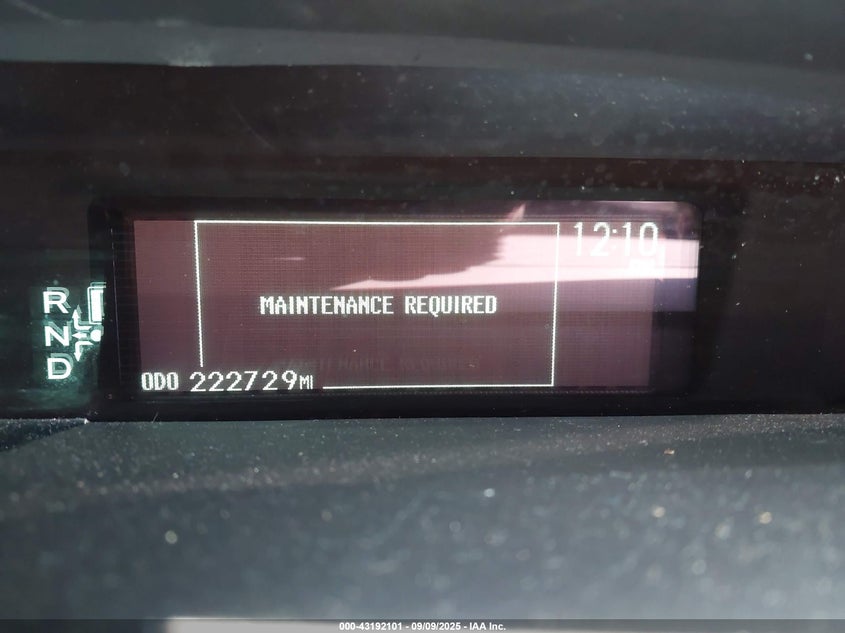 12:10
R
N
D
MAINTENANCE REQUIRED
ODO 222729MI
000-43192101 - 09/09/2025 - IAA Inc.